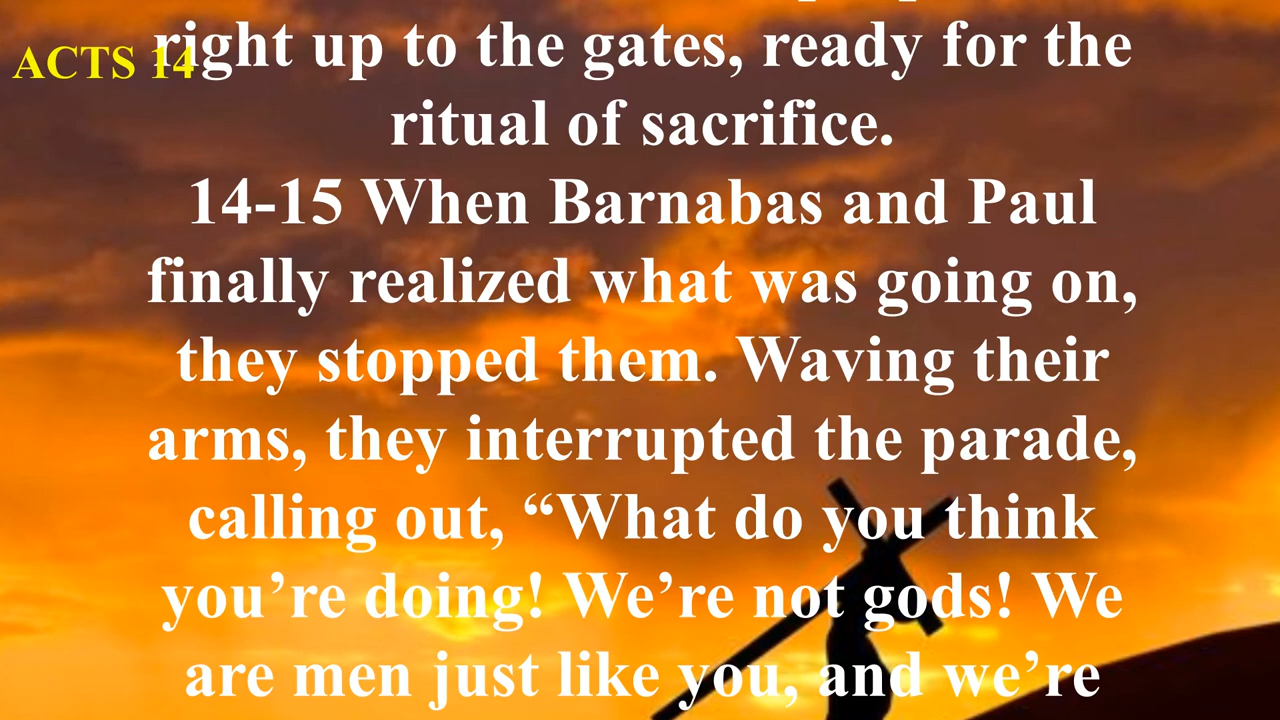 ACTS 14
right up to the gates, ready for the
ritual of sacrifice.
14-15 When Barnabas and Paul
finally realized what was going on,
they stopped them. Waving their
arms, they interrupted the parade,
calling out, “What do you think
you’re doing! We’re not gods! We
are men just like you, and we’re